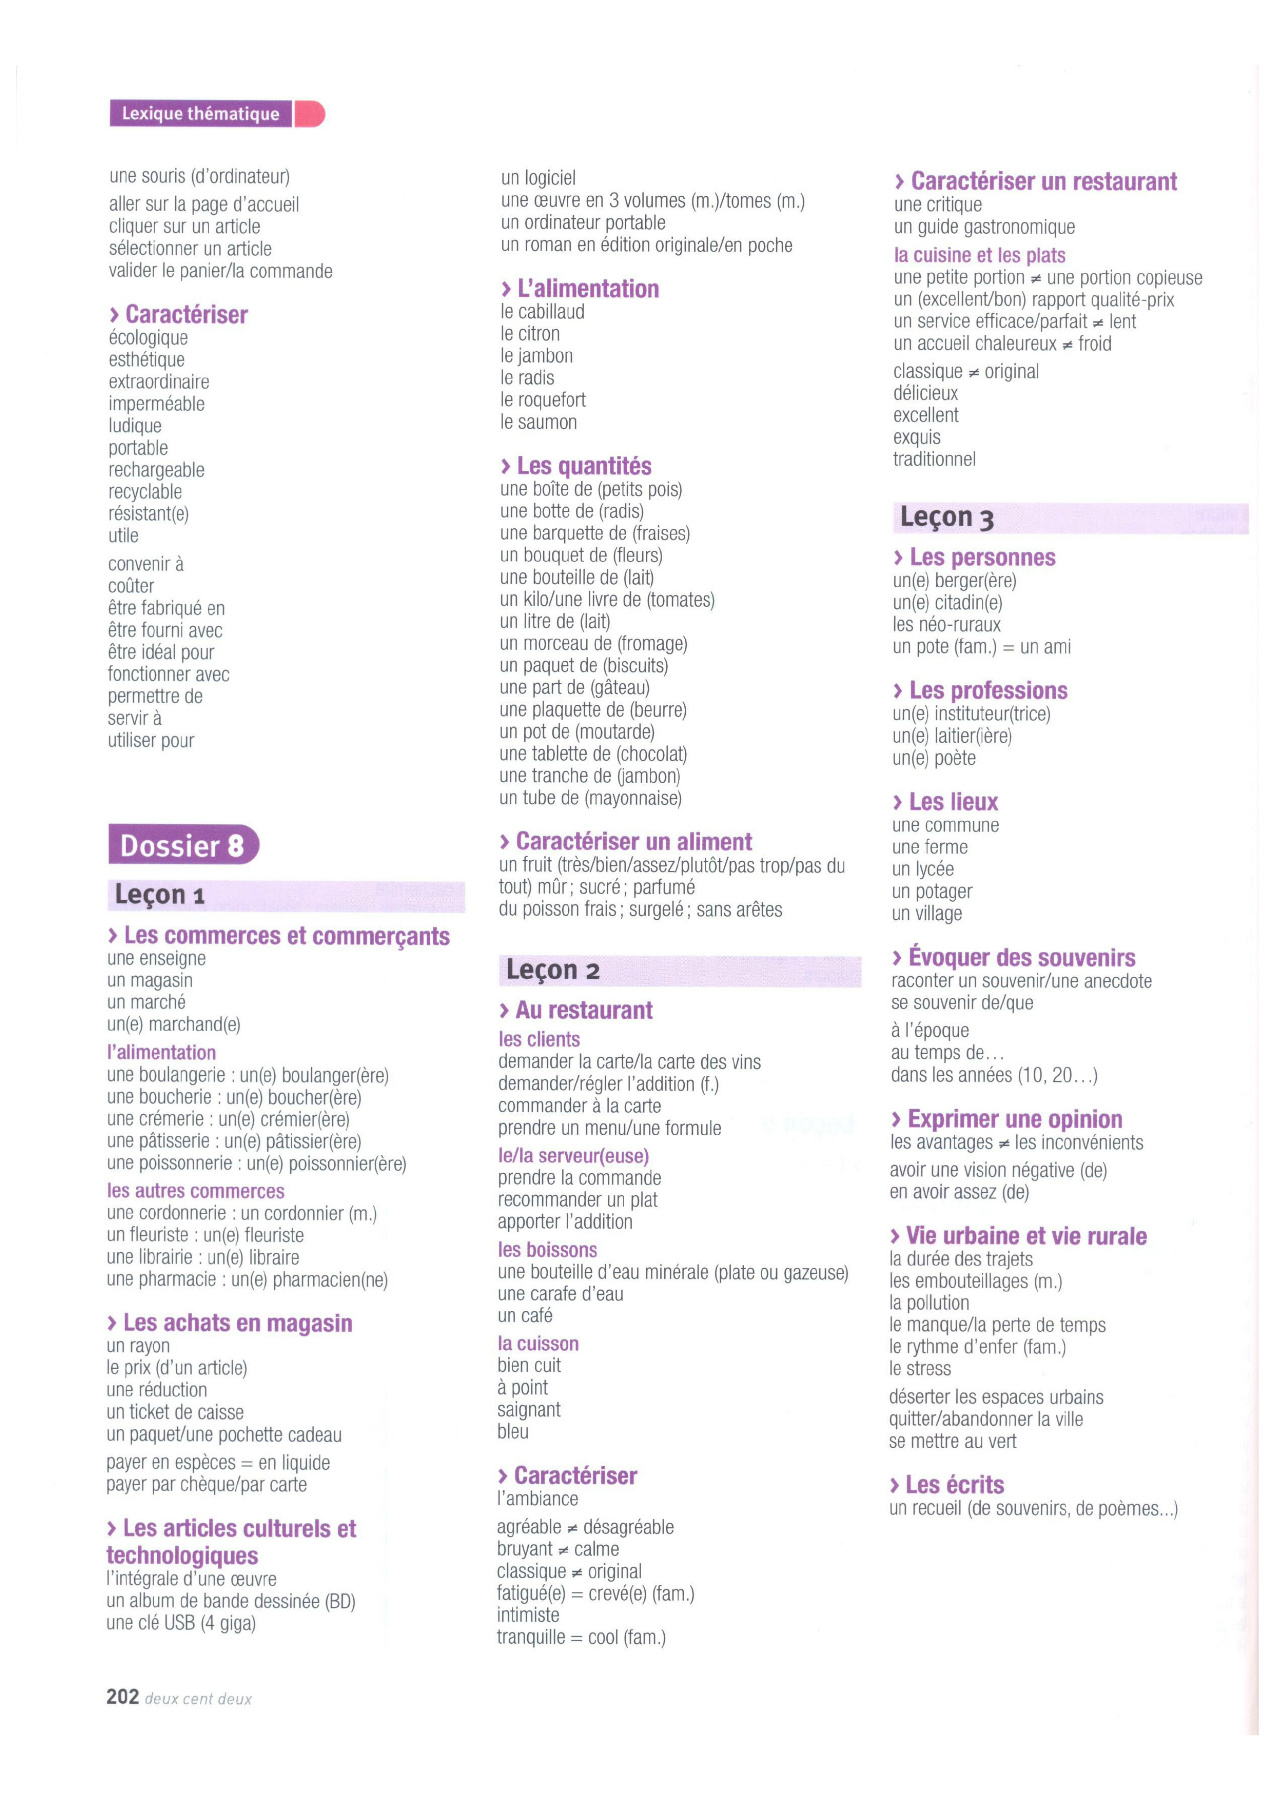 Lexique thématique
une souris (d'ordinateur)
aller sur la page d'accueil
cliquer sur un article
sélectionner un article
valider le panier/la commande
› Caractériser
écologique
esthétique
extraordinaire
imperméable
ludique
portable
rechargeable
recyclable
résistant(e)
utile
convenir à
coûter
être fabriqué en
être fourni avec
être idéal pour
fonctionner avec
permettre de
servir à
utiliser pour
Dossier 8
Leçon 1
› Les commerces et commerçants
une enseigne
un magasin
un marché
un(e) marchand(e)
l'alimentation
une boulangerie : un(e) boulanger(ère)
une boucherie : un(e) boucher(ère)
une crémerie : un(e) crémier(ère)
une pâtisserie : un(e) pâtissier(ère)
une poissonnerie : un(e) poissonnier(ère)
les autres commerces
une cordonnerie : un cordonnier (m.)
un fleuriste : un(e) fleuriste
une librairie : un(e) libraire
une pharmacie : un(e) pharmacien(ne)
› Les achats en magasin
un rayon
le prix (d'un article)
une réduction
un ticket de caisse
un paquet/une pochette cadeau
payer en espèces = en liquide
payer par chèque/par carte
› Les articles culturels et
technologiques
l'intégrale d'une œuvre
un album de bande dessinée (BD)
une clé USB (4 giga)
un logiciel
une œuvre en 3 volumes (m.)/tomes (m.)
un ordinateur portable
un roman en édition originale/en poche
› L'alimentation
le cabillaud
le citron
le jambon
le radis
le roquefort
le saumon
› Les quantités
une boîte de (petits pois)
une botte de (radis)
une barquette de (fraises)
un bouquet de (fleurs)
une bouteille de (lait)
un kilo/une livre de (tomates)
un litre de (lait)
un morceau de (fromage)
un paquet de (biscuits)
une part de (gâteau)
une plaquette de (beurre)
un pot de (moutarde)
une tablette de (chocolat)
une tranche de (jambon)
un tube de (mayonnaise)
› Caractériser un aliment
un fruit (très/bien/assez/plutôt/pas trop/pas du
tout) mûr ; sucré ; parfumé
du poisson frais ; surgelé ; sans arêtes
Leçon 2
› Au restaurant
les clients
demander la carte/la carte des vins
demander/régler l'addition (f.)
commander à la carte
prendre un menu/une formule
le/la serveur(euse)
prendre la commande
recommander un plat
apporter l'addition
les boissons
une bouteille d'eau minérale (plate ou gazeuse)
une carafe d'eau
un café
la cuisson
bien cuit
à point
saignant
bleu
› Caractériser
l'ambiance
agréable ≠ désagréable
bruyant ≠ calme
classique ≠ original
fatigué(e) = crevé(e) (fam.)
intimiste
tranquille = cool (fam.)
› Caractériser un restaurant
une critique
un guide gastronomique
la cuisine et les plats
une petite portion ≠ une portion copieuse
un (excellent/bon) rapport qualité-prix
un service efficace/parfait ≠ lent
un accueil chaleureux ≠ froid
classique ≠ original
délicieux
excellent
exquis
traditionnel
Leçon 3
› Les personnes
un(e) berger(ère)
un(e) citadin(e)
les néo-ruraux
un pote (fam.) = un ami
› Les professions
un(e) instituteur(trice)
un(e) laitier(ière)
un(e) poète
› Les lieux
une commune
une ferme
un lycée
un potager
un village
› Évoquer des souvenirs
raconter un souvenir/une anecdote
se souvenir de/que
à l'époque
au temps de...
dans les années (10, 20...)
› Exprimer une opinion
les avantages ≠ les inconvénients
avoir une vision négative (de)
en avoir assez (de)
› Vie urbaine et vie rurale
la durée des trajets
les embouteillages (m.)
la pollution
le manque/la perte de temps
le rythme d'enfer (fam.)
le stress
déserter les espaces urbains
quitter/abandonner la ville
se mettre au vert
› Les écrits
un recueil (de souvenirs, de poèmes...)
202 deux cent deux